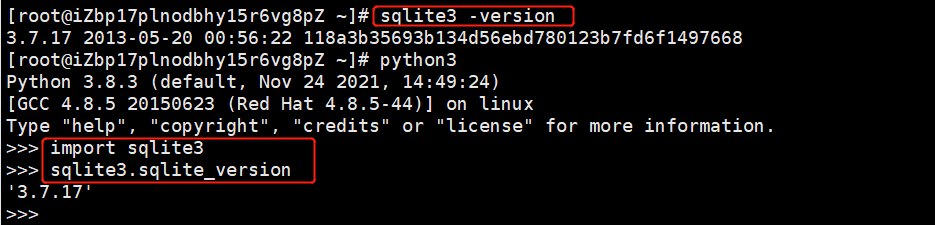 [root@iZbp17plnodbhy15r6vg8pZ ~]# sqlite3 -version
3.7.17 2013-05-20 00:56:22 118a3b35693b134d56ebd780123b7fd6f1497668
[root@iZbp17plnodbhy15r6vg8pZ ~]# python3
Python 3.8.3 (default, Nov 24 2021, 14:49:24)
[GCC 4.8.5 20150623 (Red Hat 4.8.5-44)] on linux
Type "help", "copyright", "credits" or "license" for more information.
>>> import sqlite3
>>> sqlite3.sqlite_version
'3.7.17'
>>>